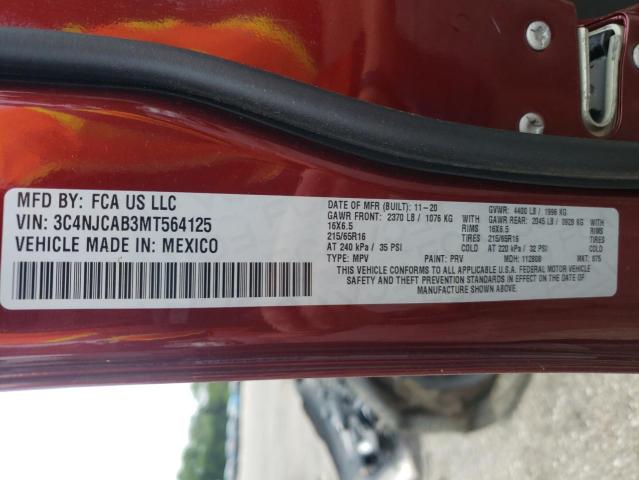 MFD BY: FCA US LLC
VIN: 3C4NJCAB3MT564125
VEHICLE MADE IN: MEXICO
DATE OF MFR (BUILT): 11-20 GVWR: 4400 LB / 1996 KG
GAWR FRONT: 2370 LB / 1076 KG WITH GAWR REAR: 2045 LB / 0928 KG WITH
16X6.5 RIMS 16X6.5 RIMS
215/65R16 TIRES 215/65R16 TIRES
AT 240 kPa / 35 PSI COLD AT 220 kPa / 32 PSI COLD
TYPE: MPV PAINT: PRV MDH: 112808 MKT: 675
THIS VEHICLE CONFORMS TO ALL APPLICABLE U.S.A. FEDERAL MOTOR VEHICLE
SAFETY AND THEFT PREVENTION STANDARDS IN EFFECT ON THE DATE OF
MANUFACTURE SHOWN ABOVE.